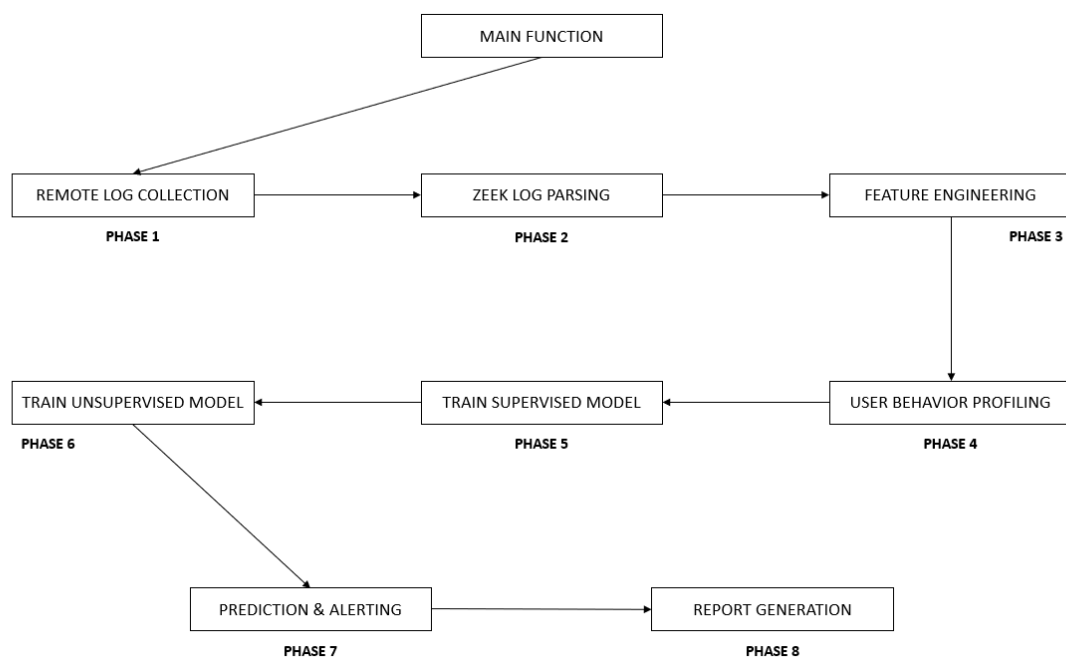 MAIN FUNCTION
REMOTE LOG COLLECTION
ZEEK LOG PARSING
FEATURE ENGINEERING
PHASE 1
PHASE 2
PHASE 3
TRAIN UNSUPERVISED MODEL
TRAIN SUPERVISED MODEL
USER BEHAVIOR PROFILING
PHASE 6
PHASE 5
PHASE 4
PREDICTION & ALERTING
REPORT GENERATION
PHASE 7
PHASE 8